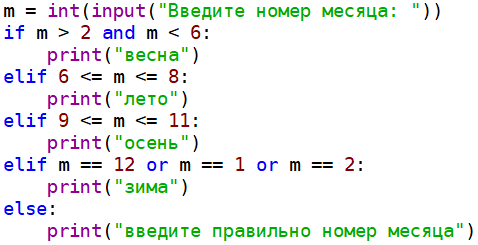 m = int(input("Введите номер месяца: "))
if m > 2 and m < 6:
    print("весна")
elif 6 <= m <= 8:
    print("лето")
elif 9 <= m <= 11:
    print("осень")
elif m == 12 or m == 1 or m == 2:
    print("зима")
else:
    print("введите правильно номер месяца")